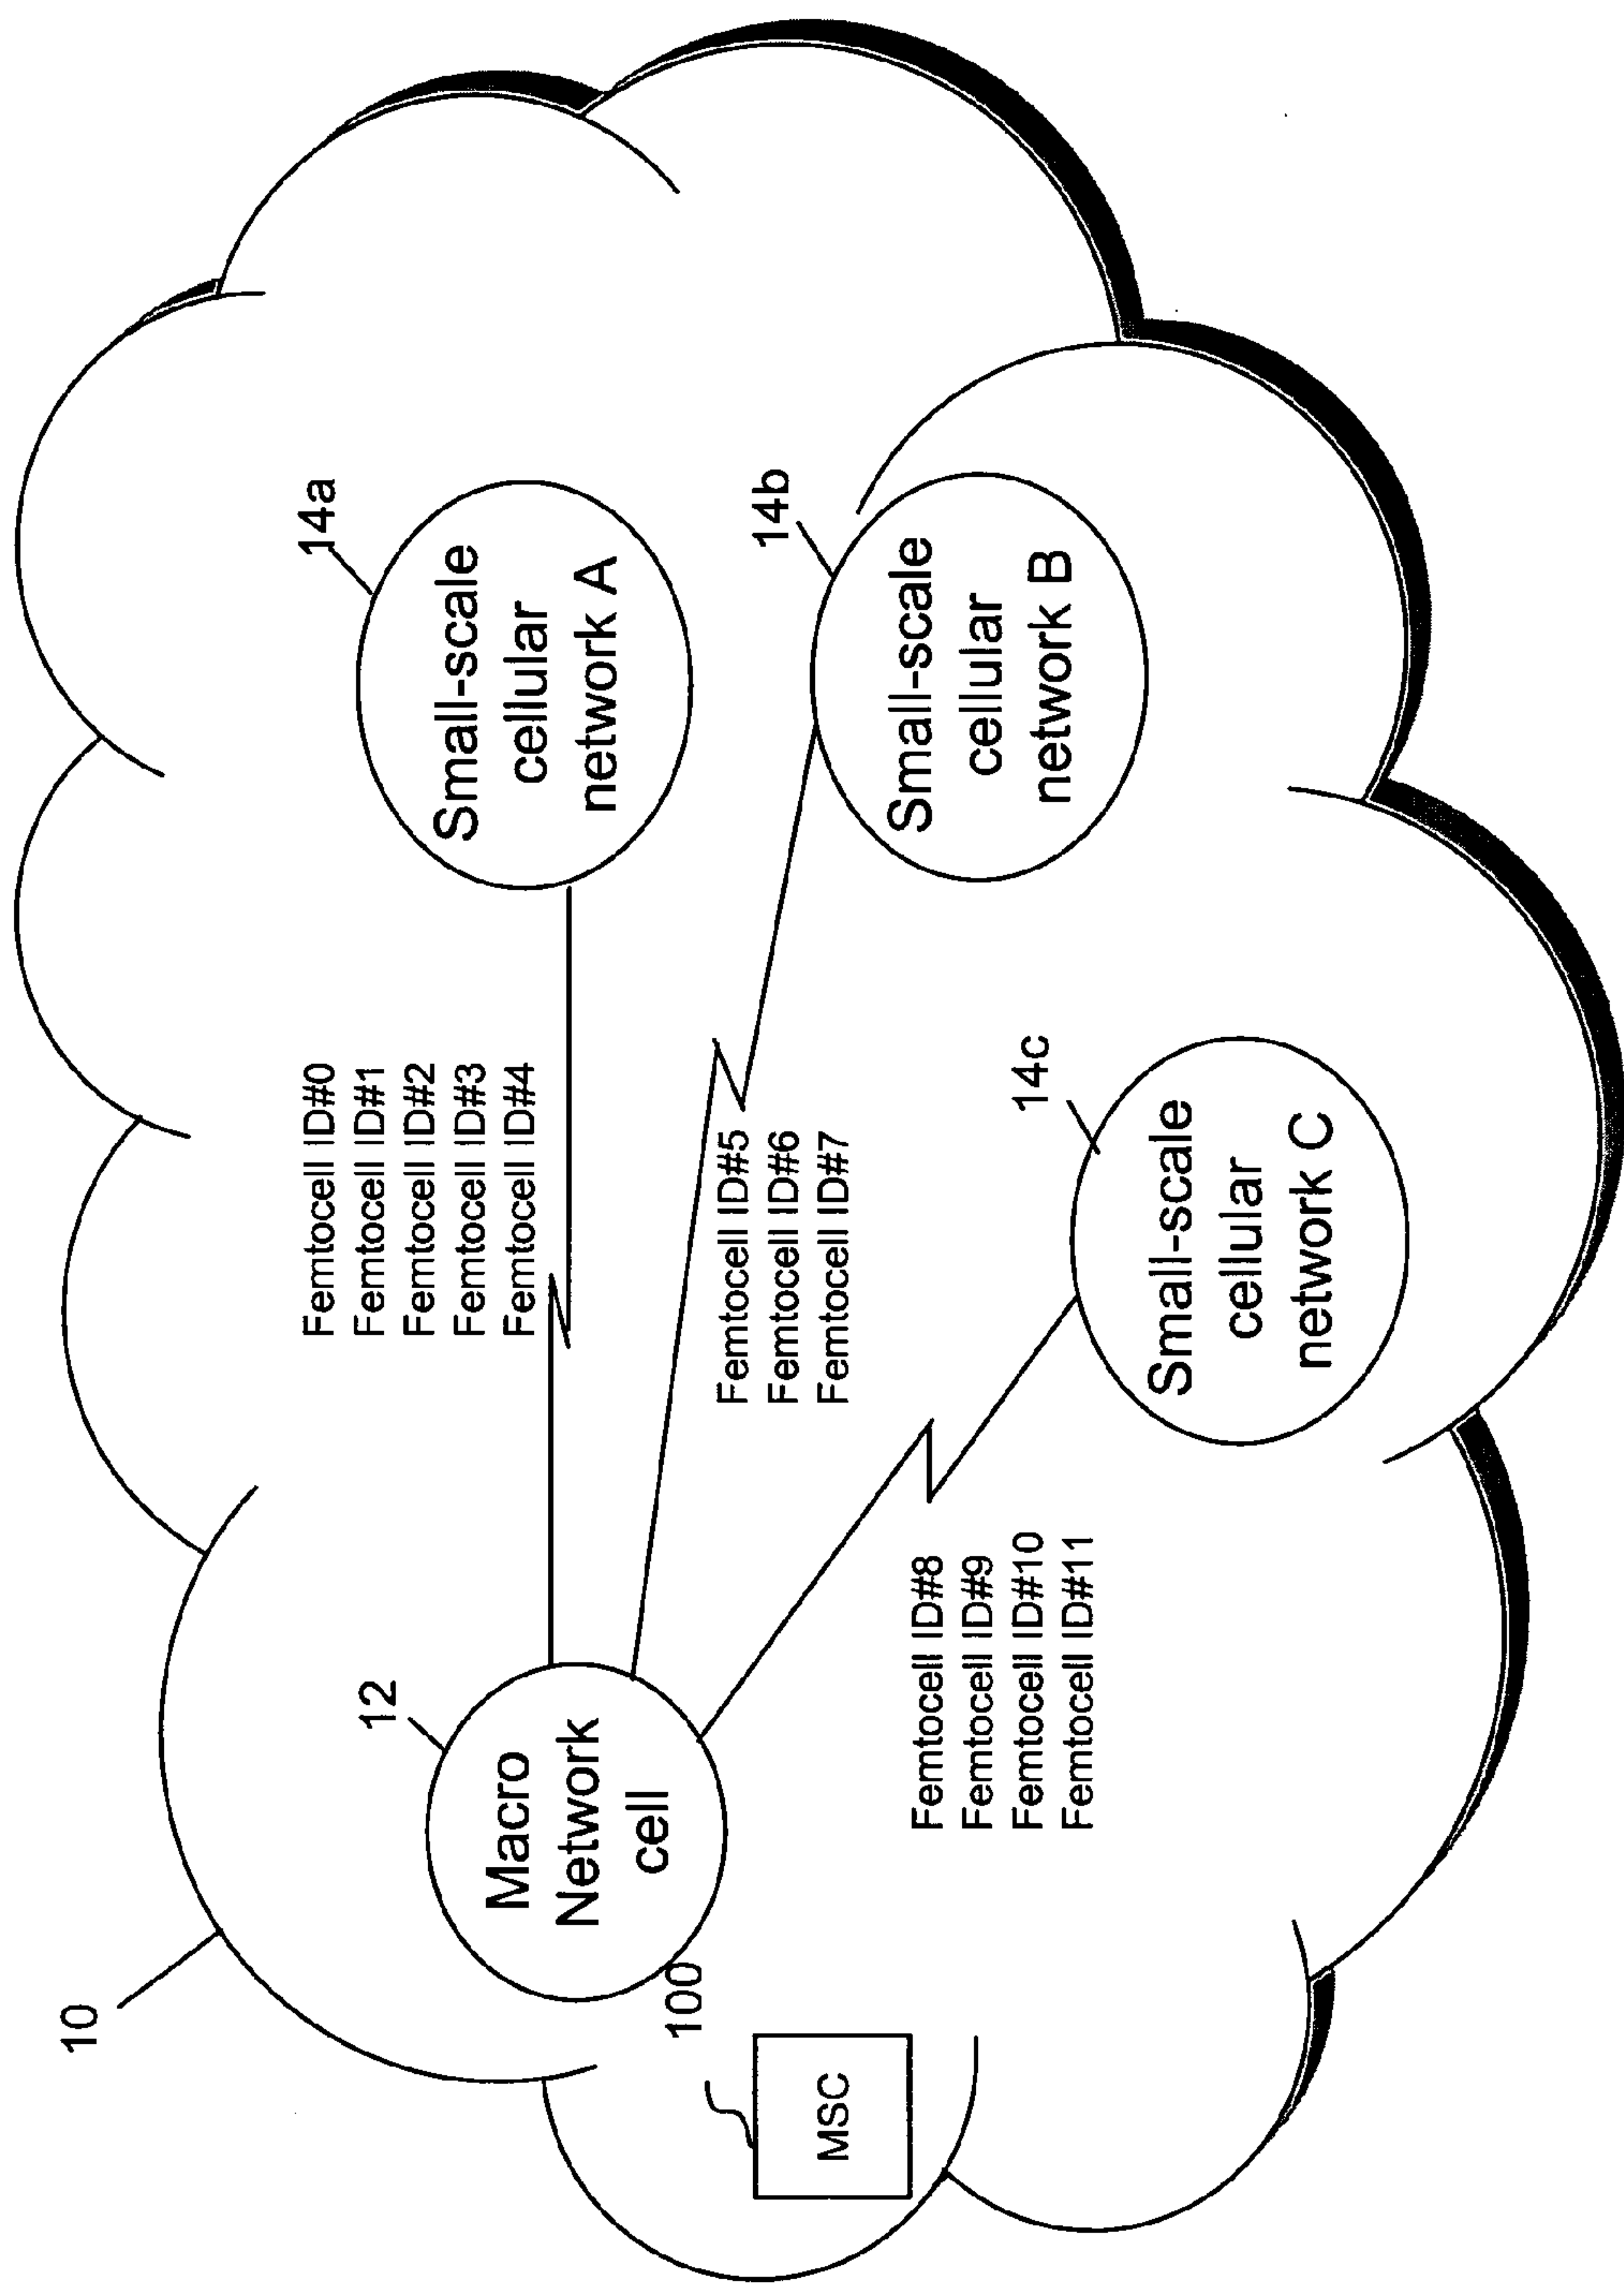 10
12
Macro
Network
cell
100
MSC
Femtocell ID#0
Femtocell ID#1
Femtocell ID#2
Femtocell ID#3
Femtocell ID#4
14a
Small-scale
cellular
network A
Femtocell ID#5
Femtocell ID#6
Femtocell ID#7
14b
Small-scale
cellular
network B
Femtocell ID#8
Femtocell ID#9
Femtocell ID#10
Femtocell ID#11
14c
Small-scale
cellular
network C